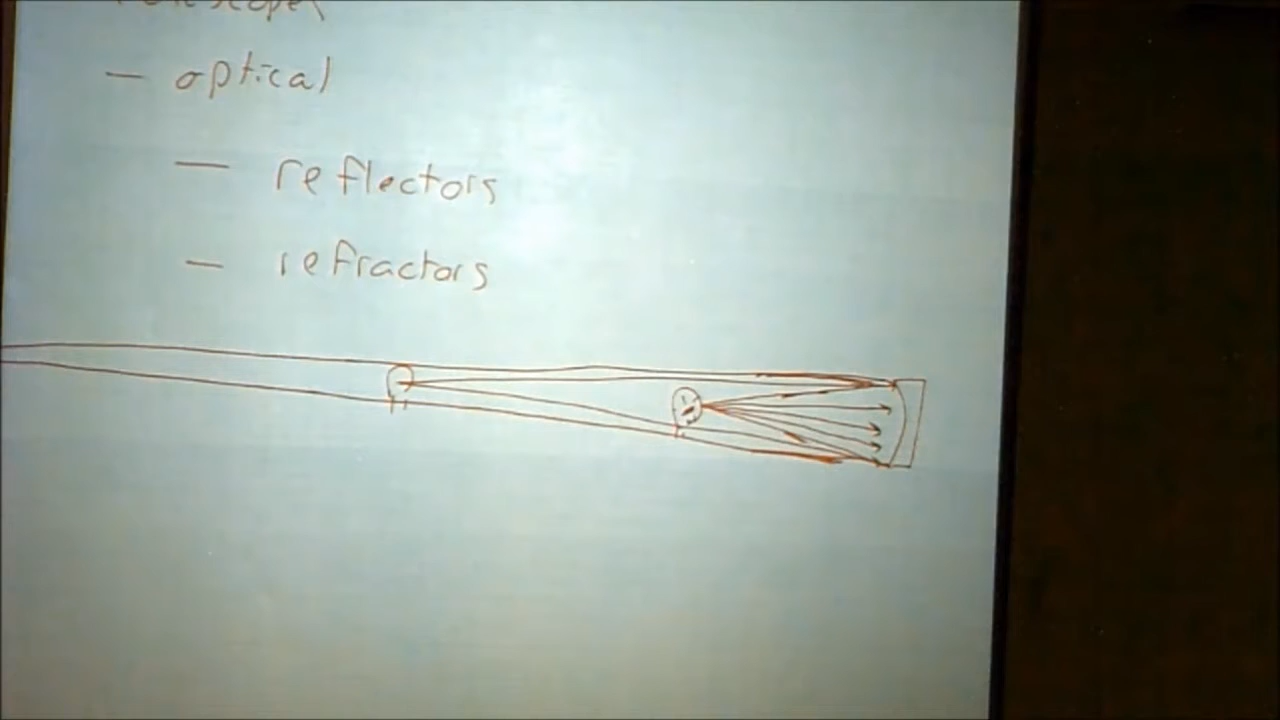 — optical
— reflectors
— refractors